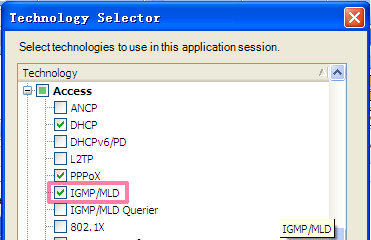 Technology Selector
Select technologies to use in this application session.
Technology
Access
ANCP
DHCP
DHCPv6/PD
L2TP
PPPoX
IGMP/MLD
IGMP/MLD Querier
802.1X
IGMP/MLD